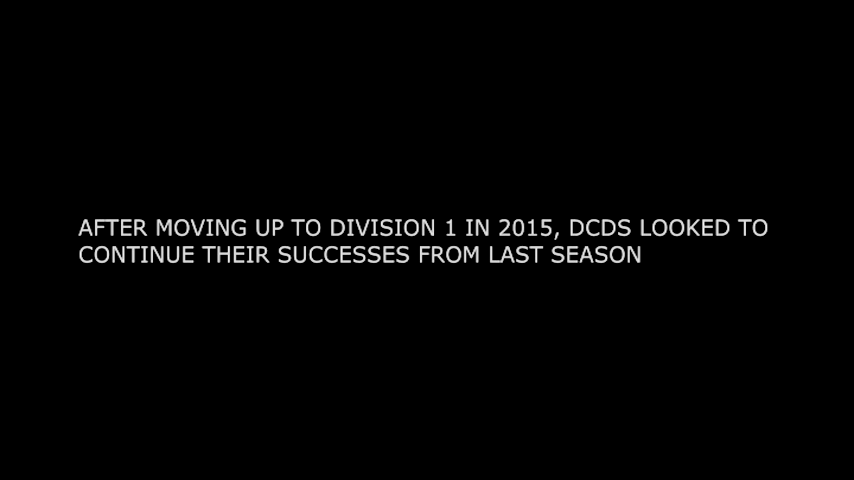 AFTER MOVING UP TO DIVISION 1 IN 2015, DCDS LOOKED TO
CONTINUE THEIR SUCCESSES FROM LAST SEASON